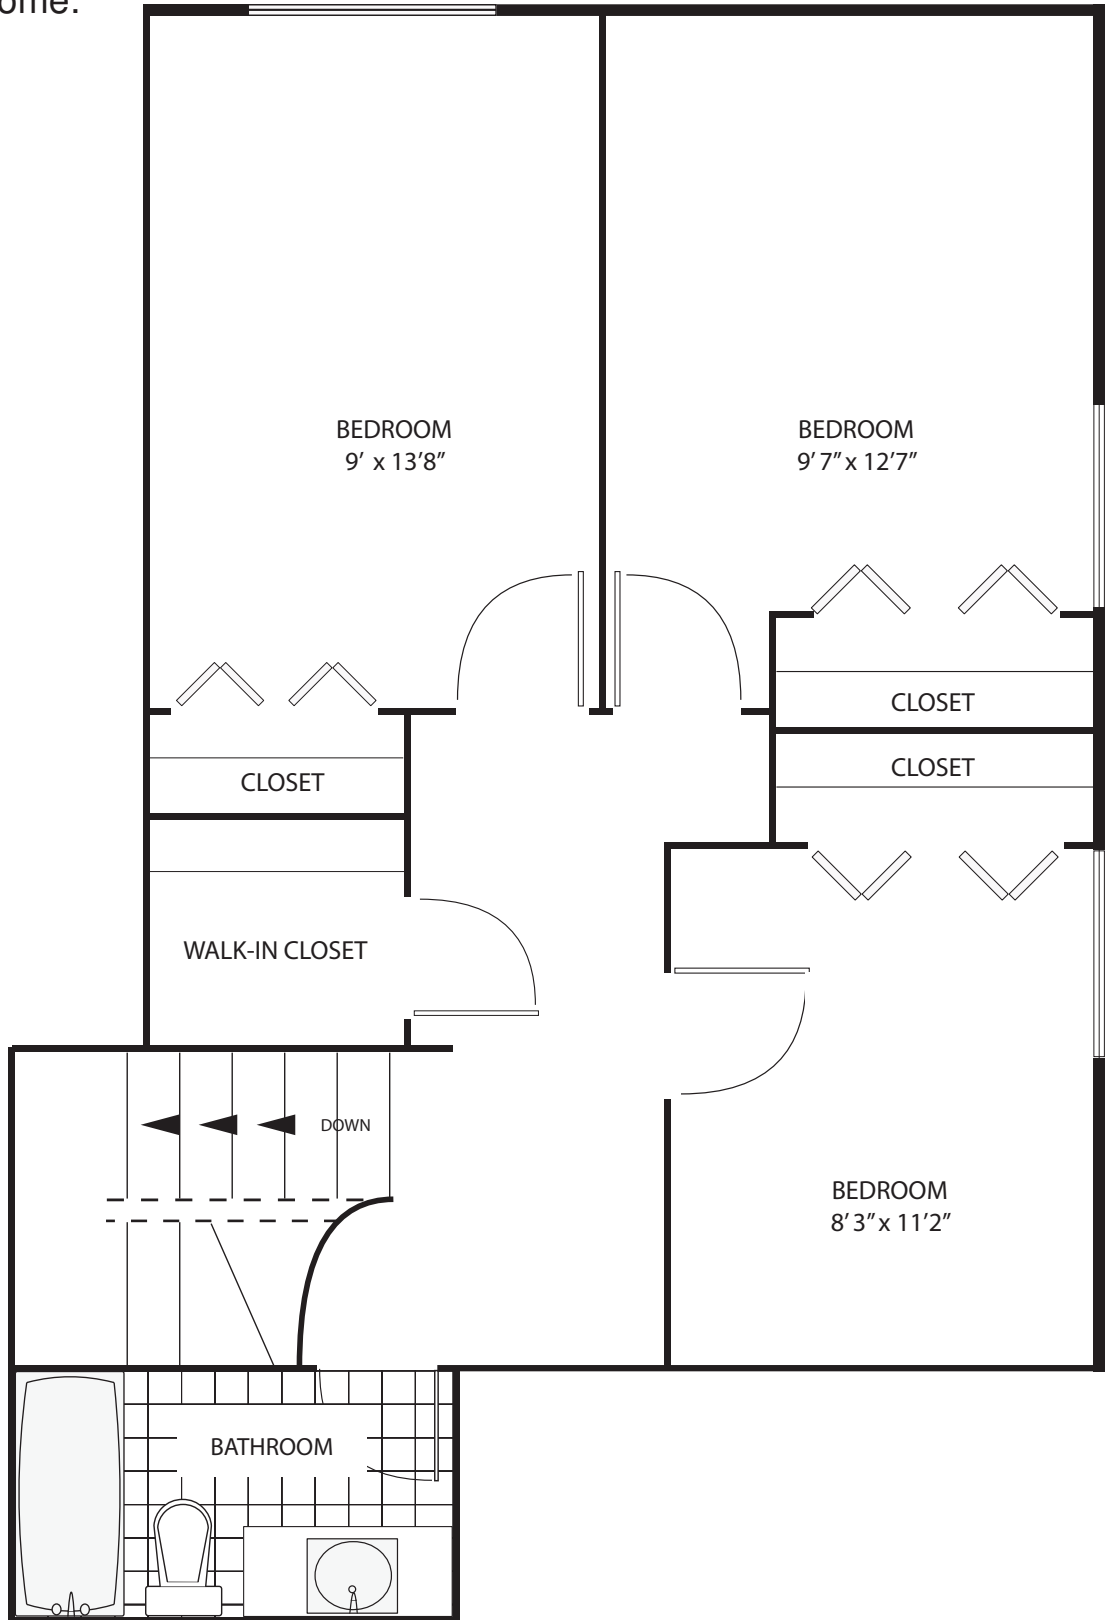 BEDROOM
9’ x 13’8”
BEDROOM
9’ 7” x 12’7”
CLOSET
CLOSET
CLOSET
WALK-IN CLOSET
DOWN
BEDROOM
8’ 3” x 11’2”
BATHROOM